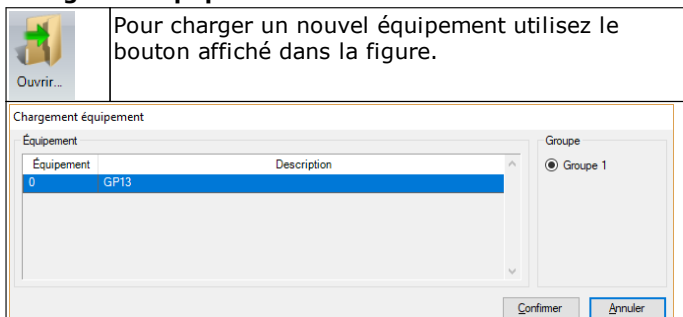 Pour charger un nouvel équipement utilisez le
bouton affiché dans la figure.
Ouvrir...
Chargement équipement
Équipement
Groupe
Équipement Description
Groupe 1
0 GP13
Confirmer Annuler